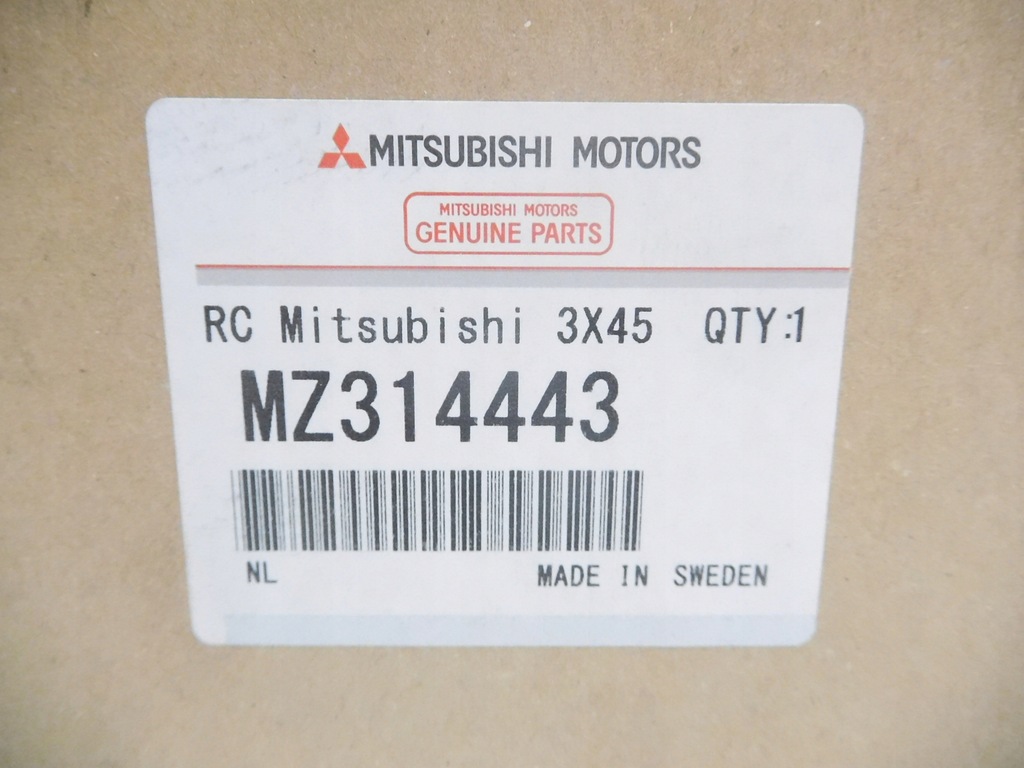 MITSUBISHI MOTORS
MITSUBISHI MOTORS
GENUINE PARTS
RC Mitsubishi 3X45 QTY:1
MZ314443
NL MADE IN SWEDEN